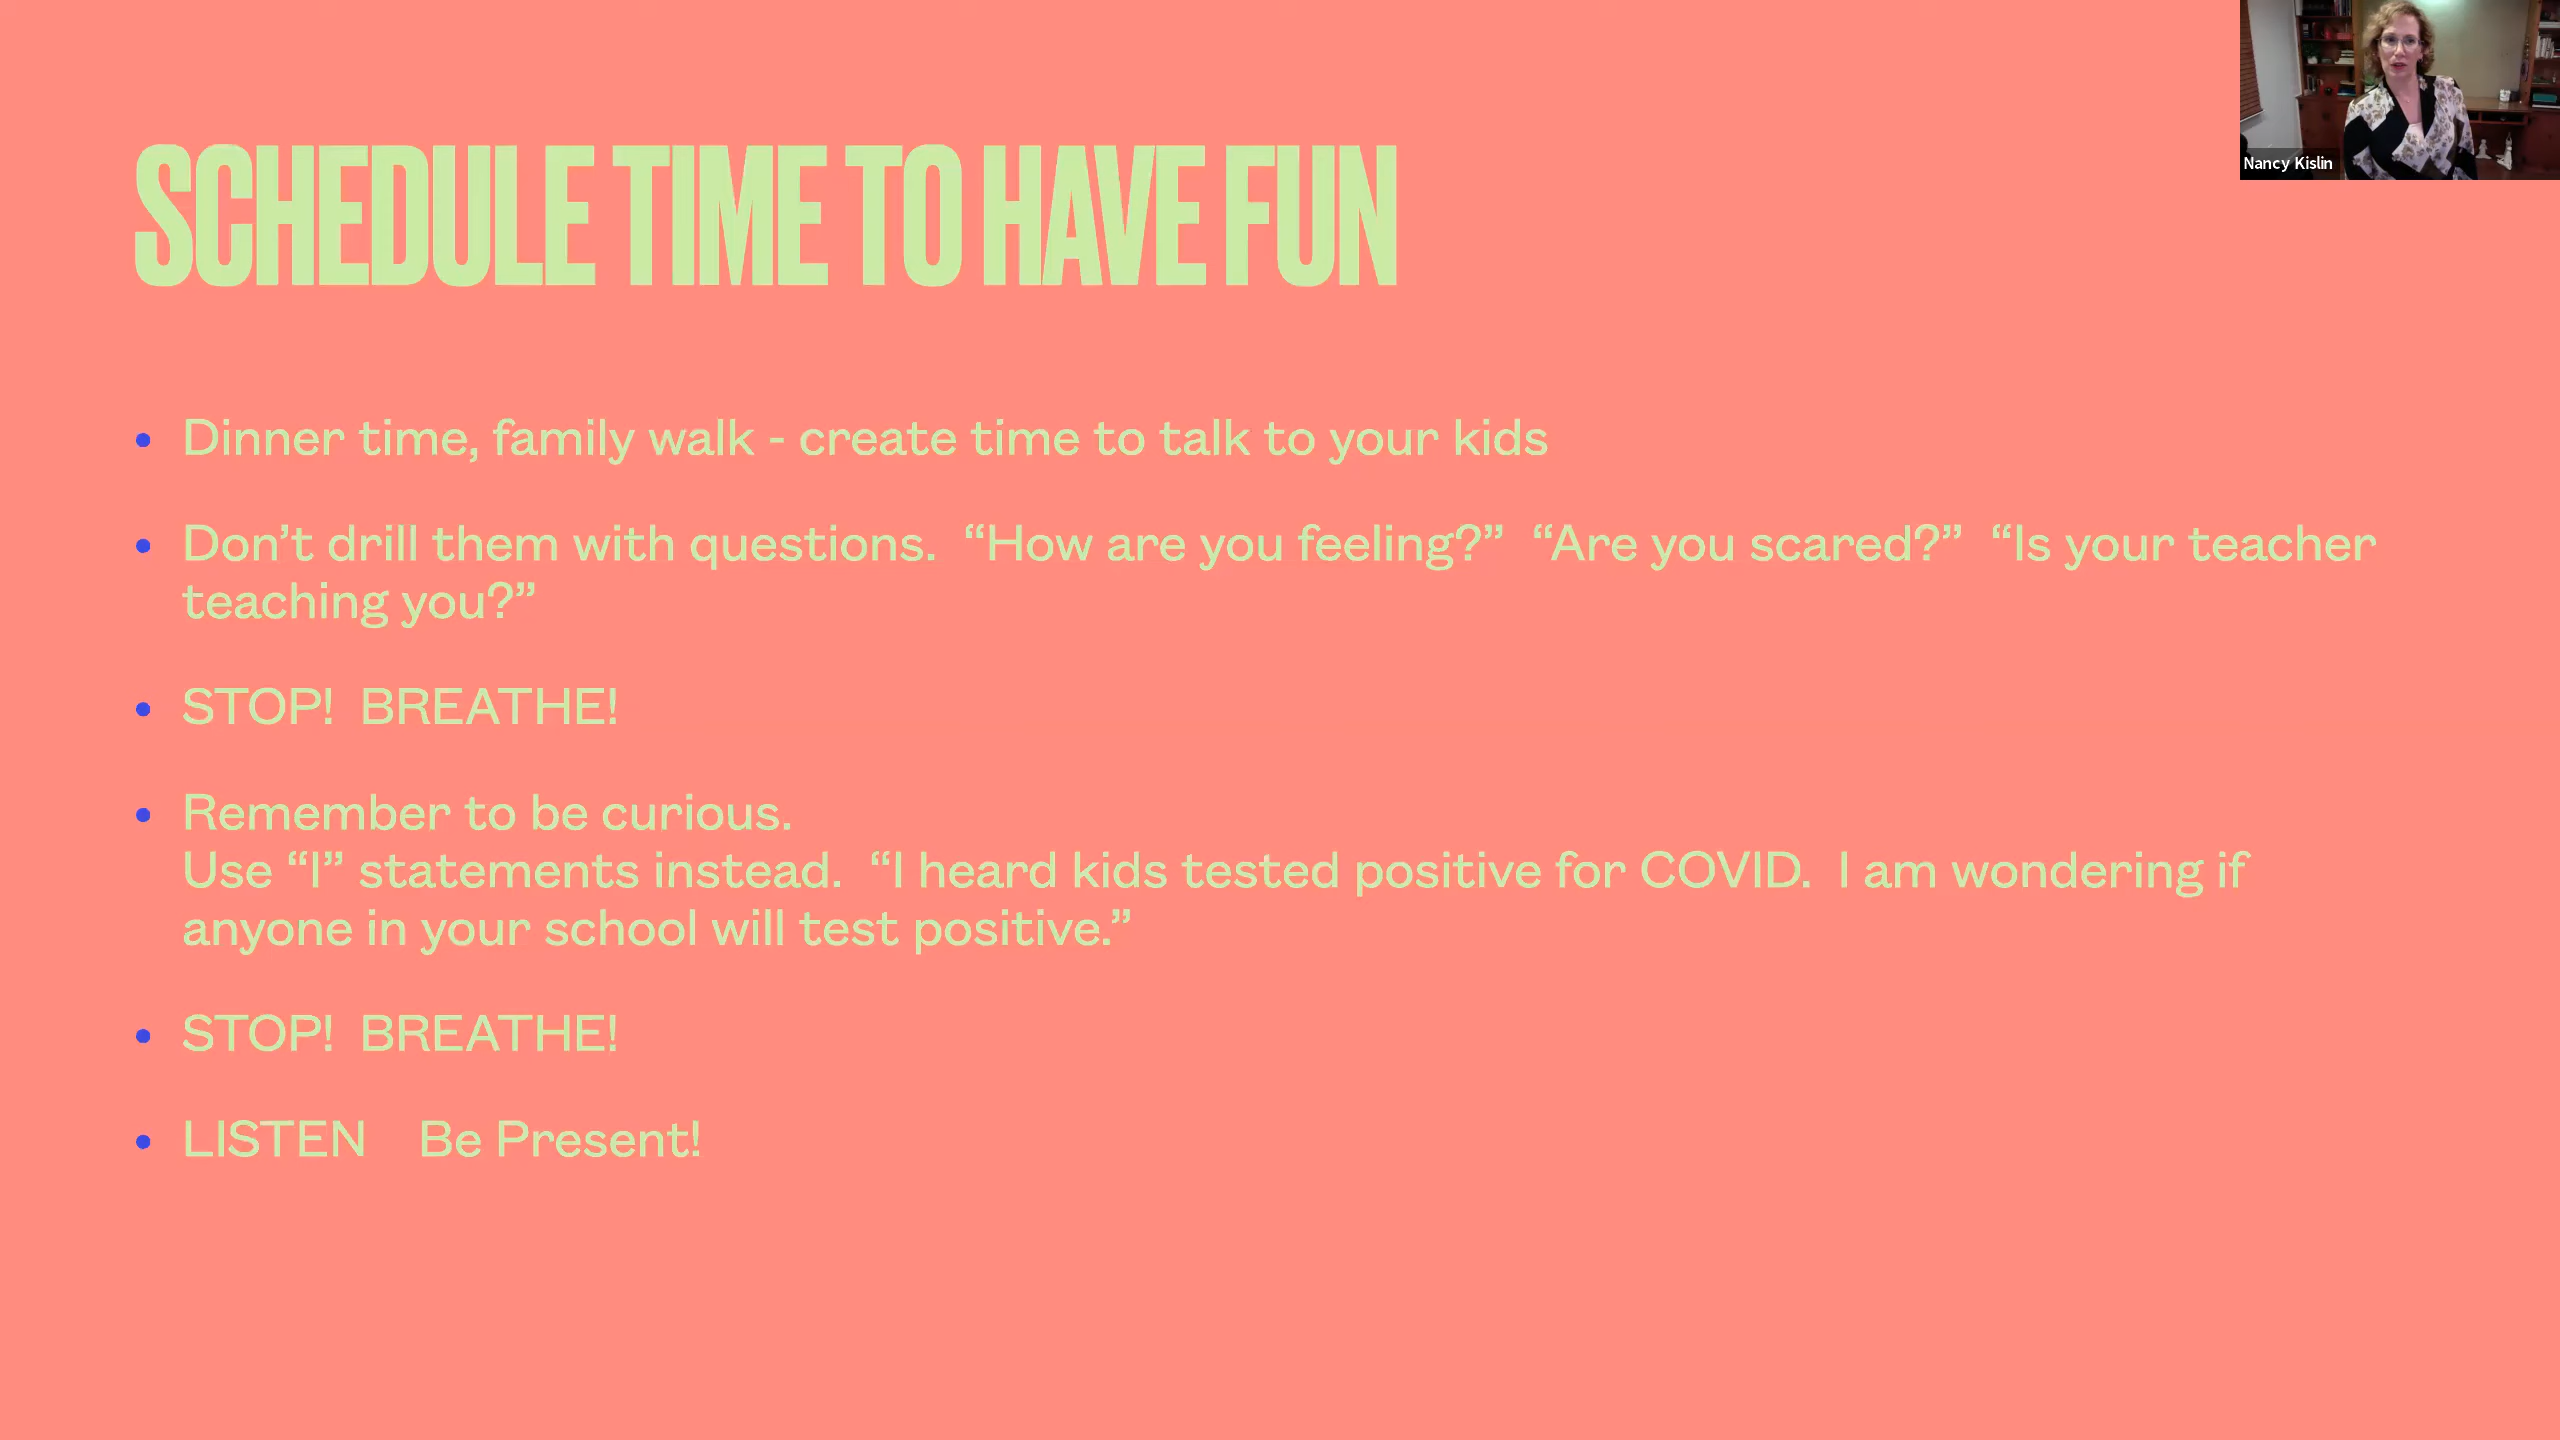 SCHEDULE TIME TO HAVE FUN
Nancy Kislin
• Dinner time, family walk - create time to talk to your kids
• Don’t drill them with questions.  “How are you feeling?”  “Are you scared?”  “Is your teacher
teaching you?”
• STOP!  BREATHE!
• Remember to be curious.
Use “I” statements instead.  “I heard kids tested positive for COVID.  I am wondering if
anyone in your school will test positive.”
• STOP!  BREATHE!
• LISTEN    Be Present!